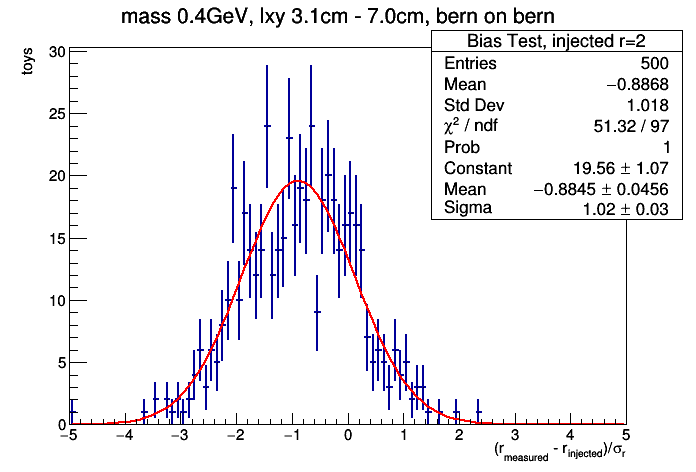 mass 0.4GeV, lxy 3.1cm - 7.0cm, bern on bern
toys
Bias Test, injected r=2
Entries 500
Mean −0.8868
Std Dev 1.018
χ² / ndf 51.32 / 97
Prob 1
Constant 19.56 ± 1.07
Mean −0.8845 ± 0.0456
Sigma 1.02 ± 0.03
30
25
20
15
10
5
0
−5 −4 −3 −2 −1 0 1 2 3 4 5
(r_measured - r_injected)/σ_r